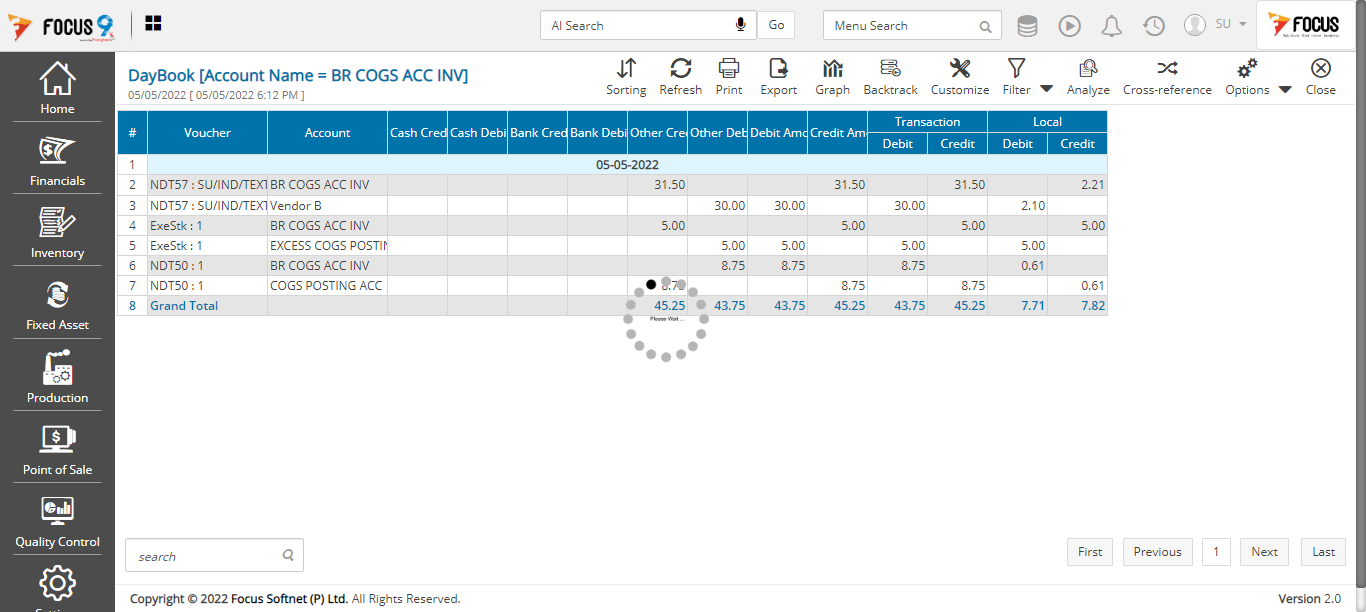 FOCUS 9
AI Search
Go
Menu Search
SU
FOCUS
DayBook [Account Name = BR COGS ACC INV]
05/05/2022 [ 05/05/2022 6:12 PM ]
Sorting Refresh Print Export Graph Backtrack Customize Filter Analyze Cross-reference Options Close
Home
Financials
Inventory
Fixed Asset
Production
Point of Sale
Quality Control
# Voucher Account Cash Cred Cash Debi Bank Cred Bank Debi Other Cre Other Deb Debit Amo Credit Am Transaction Local
Debit Credit Debit Credit
1 05-05-2022
2 NDT57 : SU/IND/TEXT BR COGS ACC INV 31.50 31.50 31.50 2.21
3 NDT57 : SU/IND/TEXT Vendor B 30.00 30.00 30.00 2.10
4 ExeStk : 1 BR COGS ACC INV 5.00 5.00 5.00 5.00
5 ExeStk : 1 EXCESS COGS POSTIN 5.00 5.00 5.00 5.00
6 NDT50 : 1 BR COGS ACC INV 8.75 8.75 8.75 0.61
7 NDT50 : 1 COGS POSTING ACC 8.75 8.75 8.75 0.61
8 Grand Total 45.25 43.75 43.75 45.25 43.75 45.25 7.71 7.82
Please Wait ...
search
First Previous 1 Next Last
Copyright © 2022 Focus Softnet (P) Ltd. All Rights Reserved.
Version 2.0